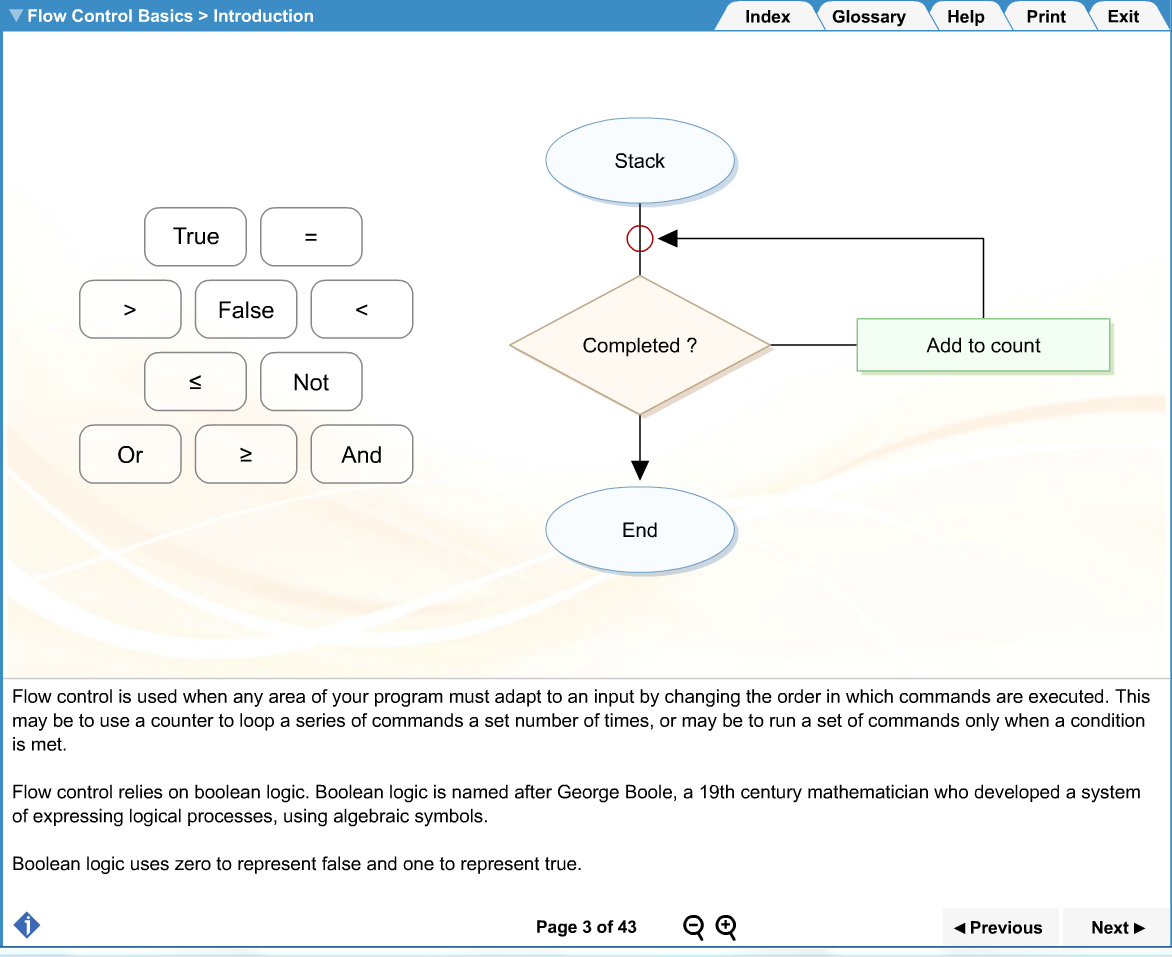 ▼Flow Control Basics > Introduction
Index Glossary Help Print Exit
True =
> False <
≤ Not
Or ≥ And
Stack
Completed ?
Add to count
End
Flow control is used when any area of your program must adapt to an input by changing the order in which commands are executed. This
may be to use a counter to loop a series of commands a set number of times, or may be to run a set of commands only when a condition
is met.
Flow control relies on boolean logic. Boolean logic is named after George Boole, a 19th century mathematician who developed a system
of expressing logical processes, using algebraic symbols.
Boolean logic uses zero to represent false and one to represent true.
i
Page 3 of 43
◄ Previous
Next ►